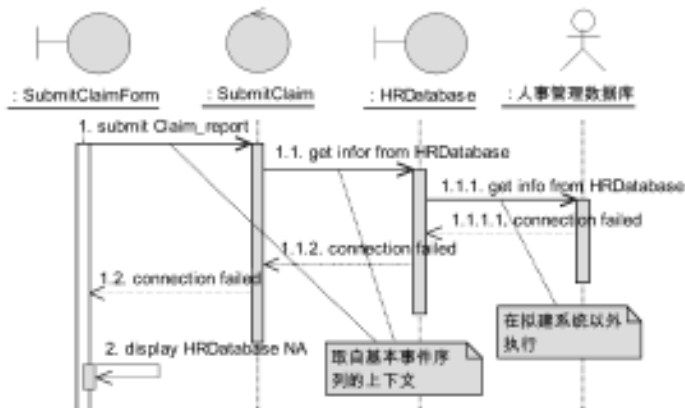 : SubmitClaimForm
: SubmitClaim
: HRDatabase
: 人事管理数据库
1. submit Claim_report
1.1. get infor from HRDatabase
1.1.1. get info from HRDatabase
1.1.1.1. connection failed
1.1.2. connection failed
1.2. connection failed
在拟建系统以外
执行
2. display HRDatabase NA
取自基本事件序
列的上下文